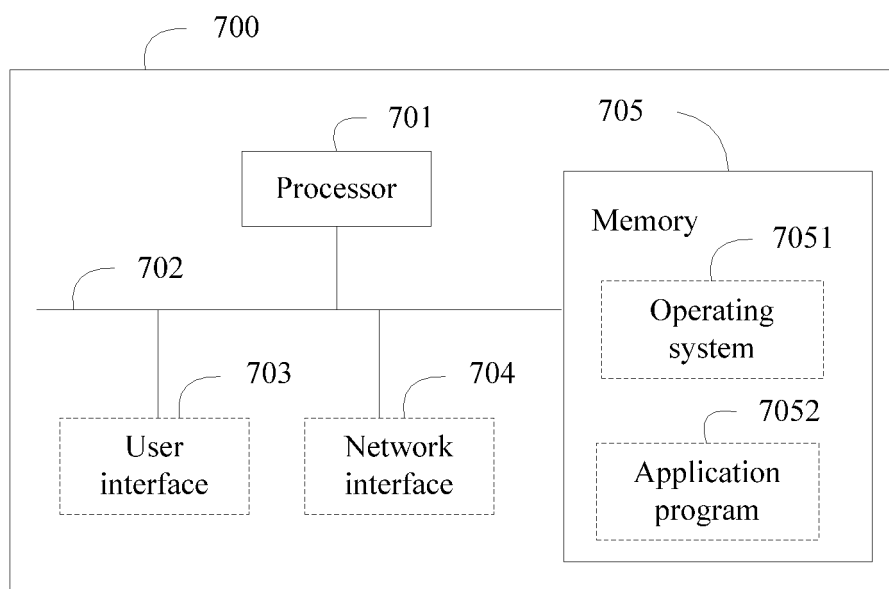 700
701
Processor
705
Memory
7051
Operating
system
702
703
User
interface
704
Network
interface
7052
Application
program